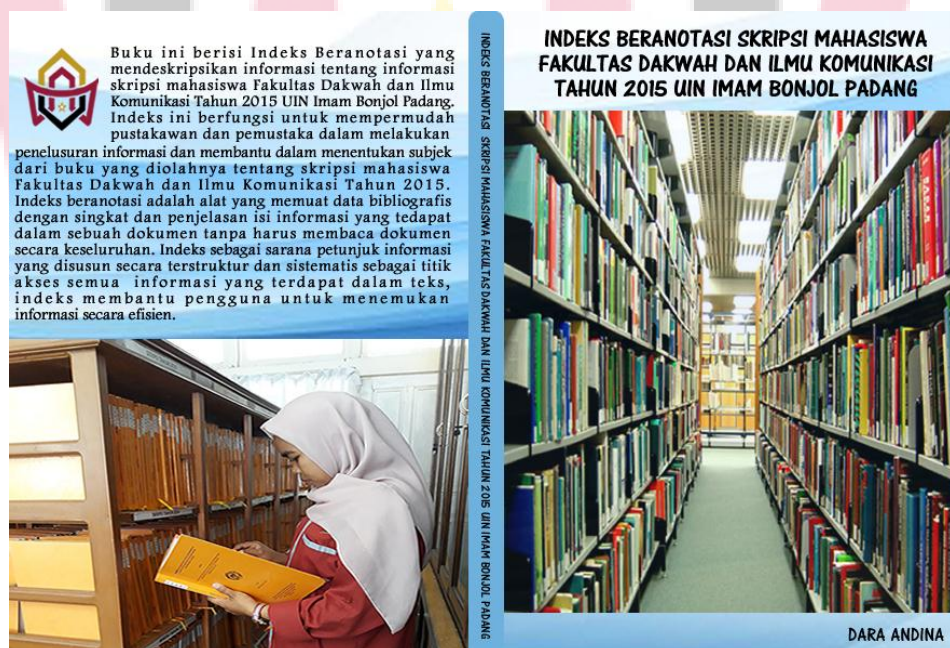 Buku ini berisi Indeks Beranotasi yang
mendeskripsikan informasi tentang informasi
skripsi mahasiswa Fakultas Dakwah dan Ilmu
Komunikasi Tahun 2015 UIN Imam Bonjol Padang.
Indeks ini berfungsi untuk mempermudah
pustakawan dan pemustaka dalam melakukan
penelusuran informasi dan membantu dalam menentukan subjek
dari buku yang diolahnya tentang skripsi mahasiswa
Fakultas Dakwah dan Ilmu Komunikasi Tahun 2015.
Indeks beranotasi adalah alat yang memuat data bibliografis
dengan singkat dan penjelasan isi informasi yang tedapat
dalam sebuah dokumen tanpa harus membaca dokumen
secara keseluruhan. Indeks sebagai sarana petunjuk informasi
yang disusun secara terstruktur dan sistematis sebagai titik
akses semua informasi yang terdapat dalam teks,
indeks membantu pengguna untuk menemukan
informasi secara efisien.
INDEKS BERANOTASI SKRIPSI MAHASISWA FAKULTAS DAKWAH DAN ILMU KOMUNIKASI TAHUN 2015 UIN IMAM BONJOL PADANG
INDEKS BERANOTASI SKRIPSI MAHASISWA
FAKULTAS DAKWAH DAN ILMU KOMUNIKASI
TAHUN 2015 UIN IMAM BONJOL PADANG
DARA ANDINA